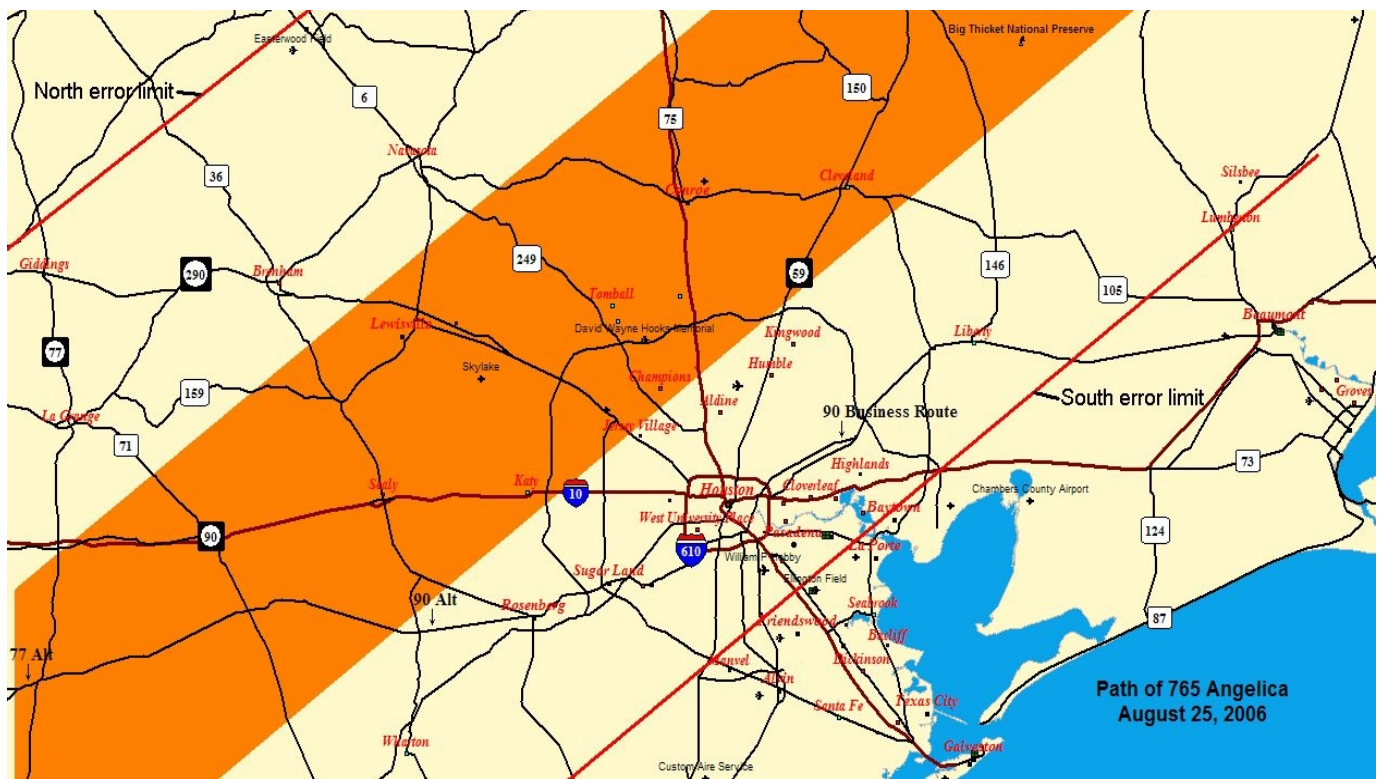 Easterwood Field
Big Thicket National Preserve
North error limit
6
150
75
Navasota
36
Silsbee
Conroe
Cleveland
Lumberton
Giddings
290
Brenham
249
59
146
105
Tomball
Beaumont
Lewisville
David Wayne Hooks Memorial
Kingwood
Liberty
77
Skylake
Humble
159
Champions
South error limit
Groves
La Grange
Aldine
90 Business Route
71
Jersey Village
73
Highlands
Sealy
Katy
10
Houston
Cloverleaf
Chambers County Airport
Baytown
West University Place
90
Pasadena
124
610
La Porte
William P Hobby
Sugar Land
Ellington Field
90 Alt
Rosenberg
Seabrook
87
Friendswood
Bacliff
77 Alt
Manvel
Dickinson
Alvin
Path of 765 Angelica
August 25, 2006
Santa Fe
Texas City
Wharton
Galveston
Custom Aire Service